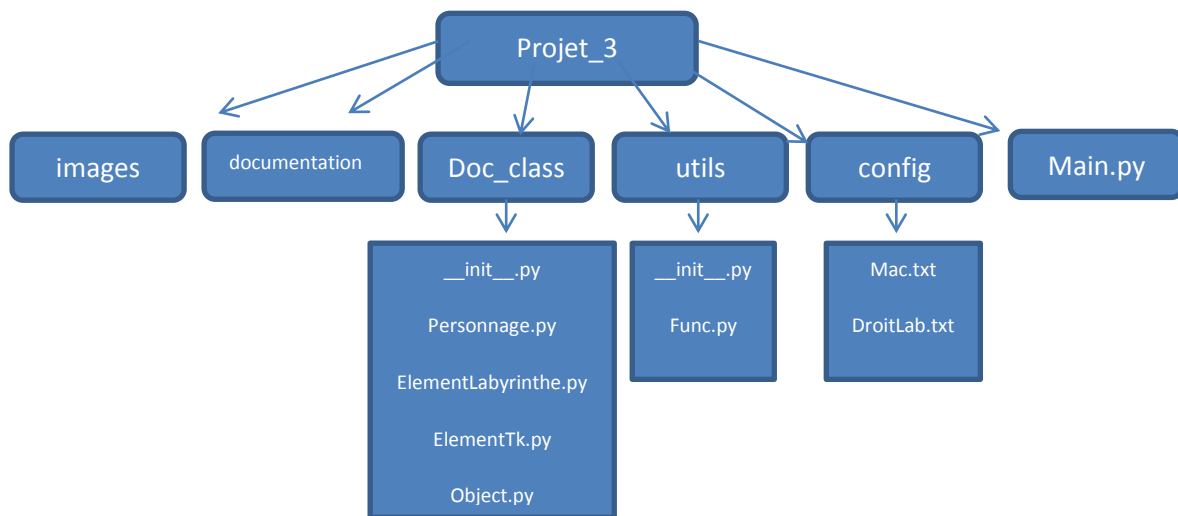 Projet_3
images
documentation
Doc_class
utils
config
Main.py
__init__.py
Personnage.py
ElementLabyrinthe.py
ElementTk.py
Object.py
__init__.py
Func.py
Mac.txt
DroitLab.txt